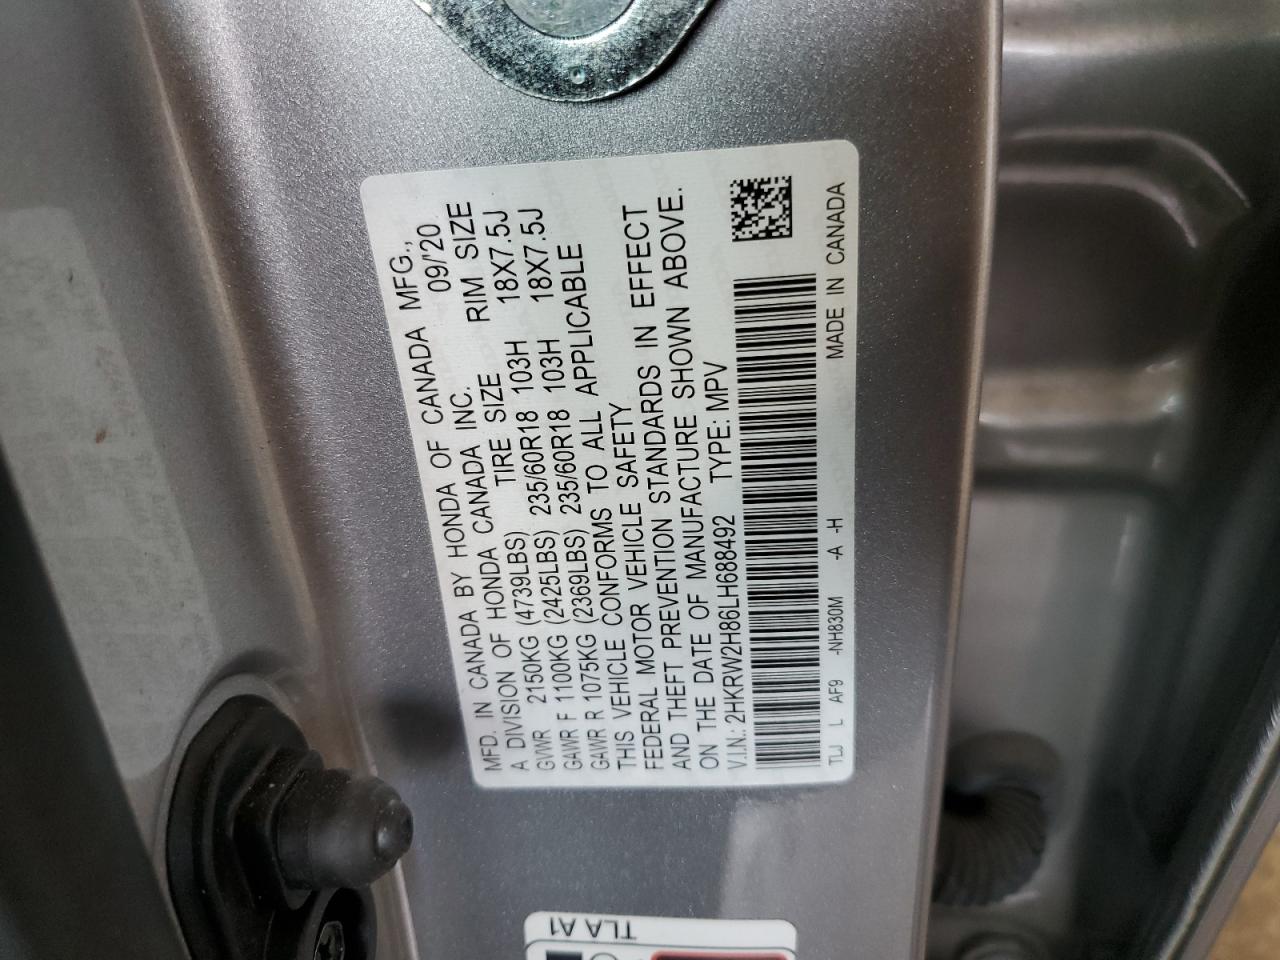 MFD. IN CANADA BY HONDA OF CANADA MFG.,
A DIVISION OF HONDA CANADA INC. 09/'20
TIRE SIZE RIM SIZE
GVWR 2150KG (4739LBS)
GAWR F 1100KG (2425LBS) 235/60R18 103H 18X7.5J
GAWR R 1075KG (2369LBS) 235/60R18 103H 18X7.5J
THIS VEHICLE CONFORMS TO ALL APPLICABLE
FEDERAL MOTOR VEHICLE SAFETY
AND THEFT PREVENTION STANDARDS IN EFFECT
ON THE DATE OF MANUFACTURE SHOWN ABOVE.
V.I.N.: 2HKRW2H86LH688492 TYPE: MPV
TLJ L AF9 -NH830M -A -H MADE IN CANADA
TLA A1